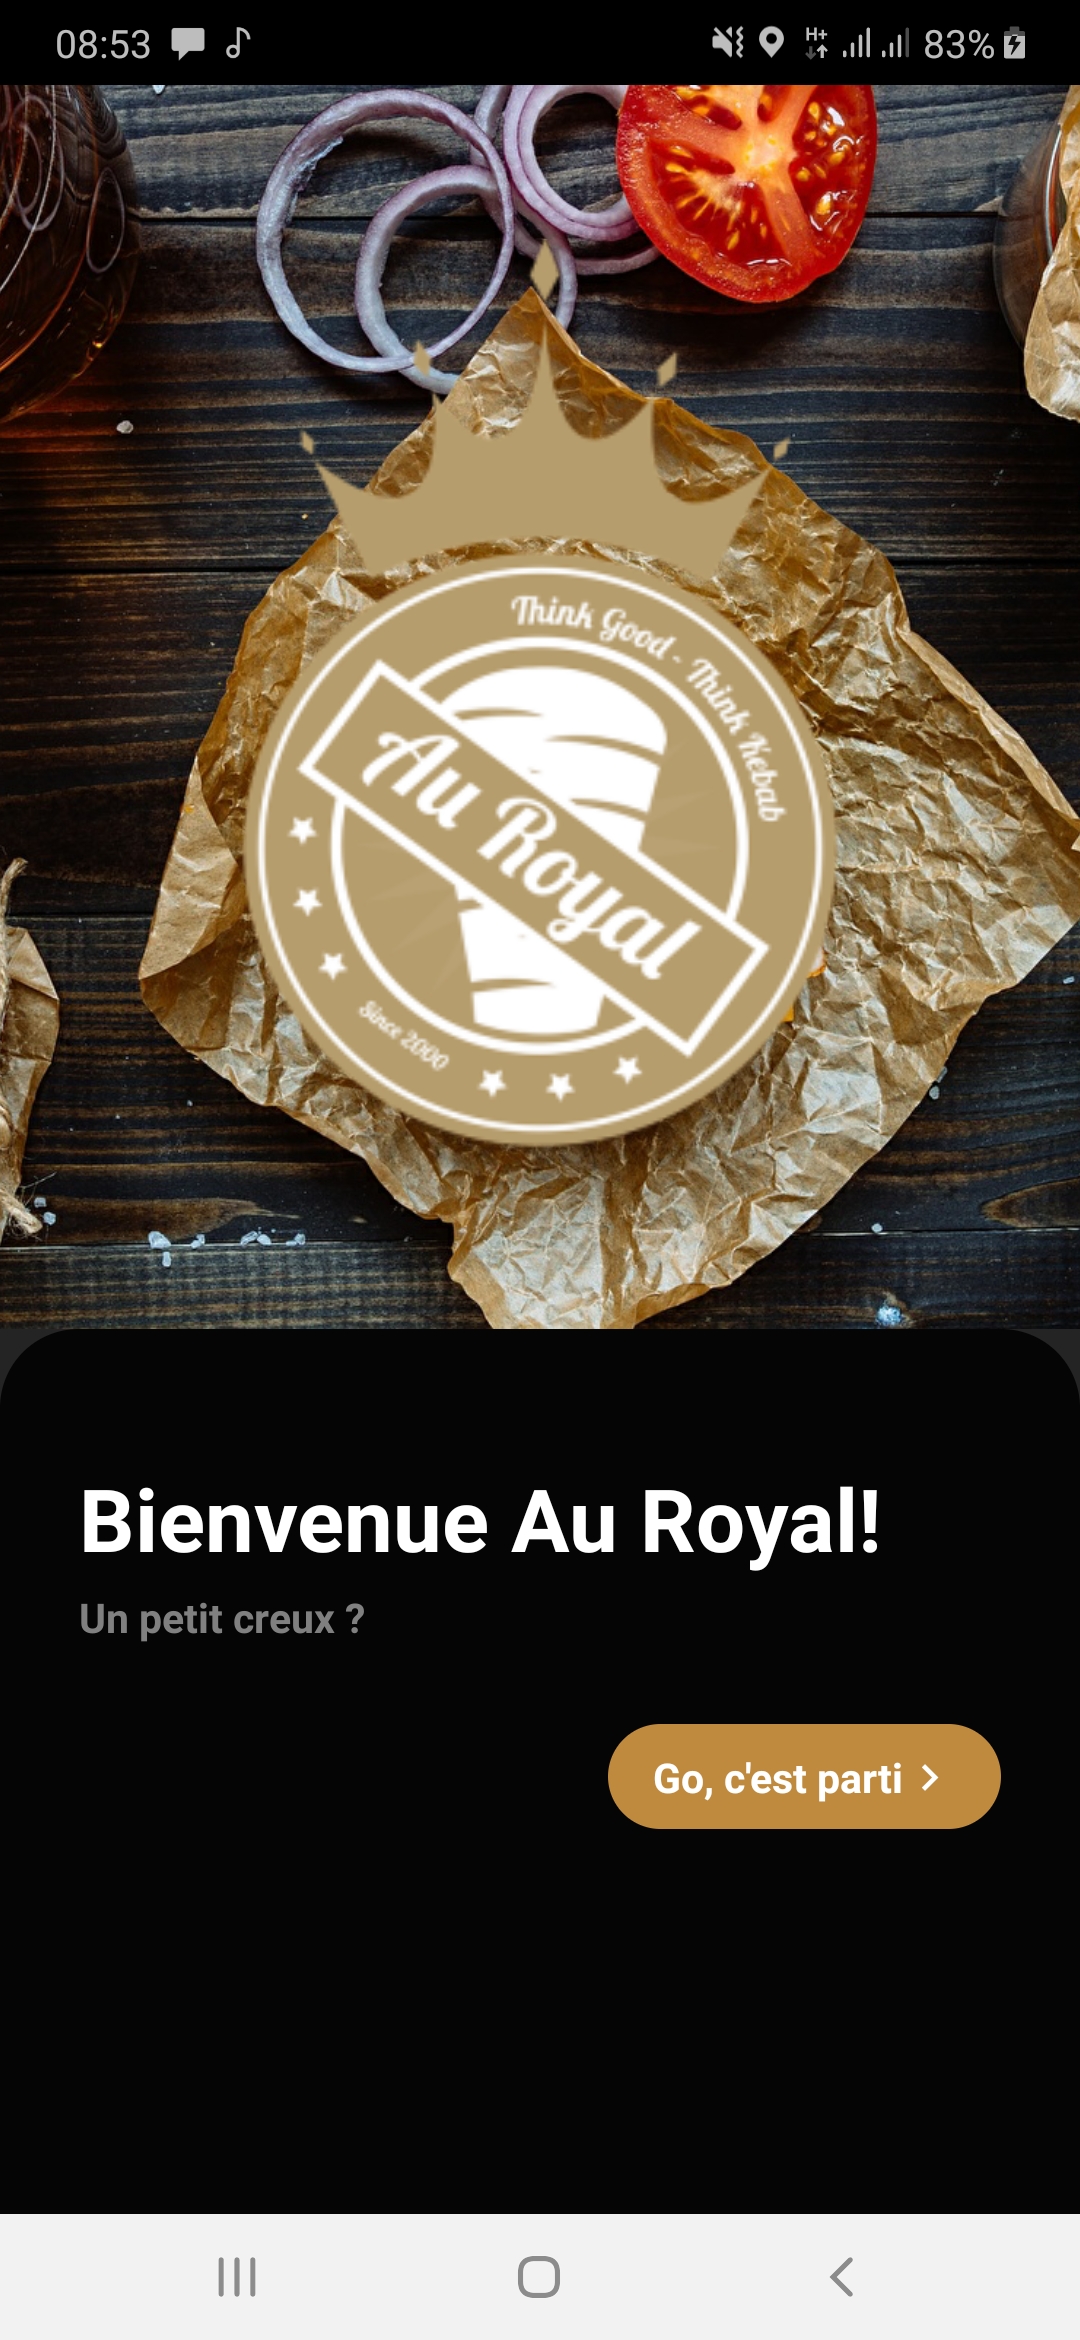 08:53
H+
83%
Think Good - Think Kebab
Au Royal
Since 2000
Bienvenue Au Royal!
Un petit creux ?
Go, c'est parti